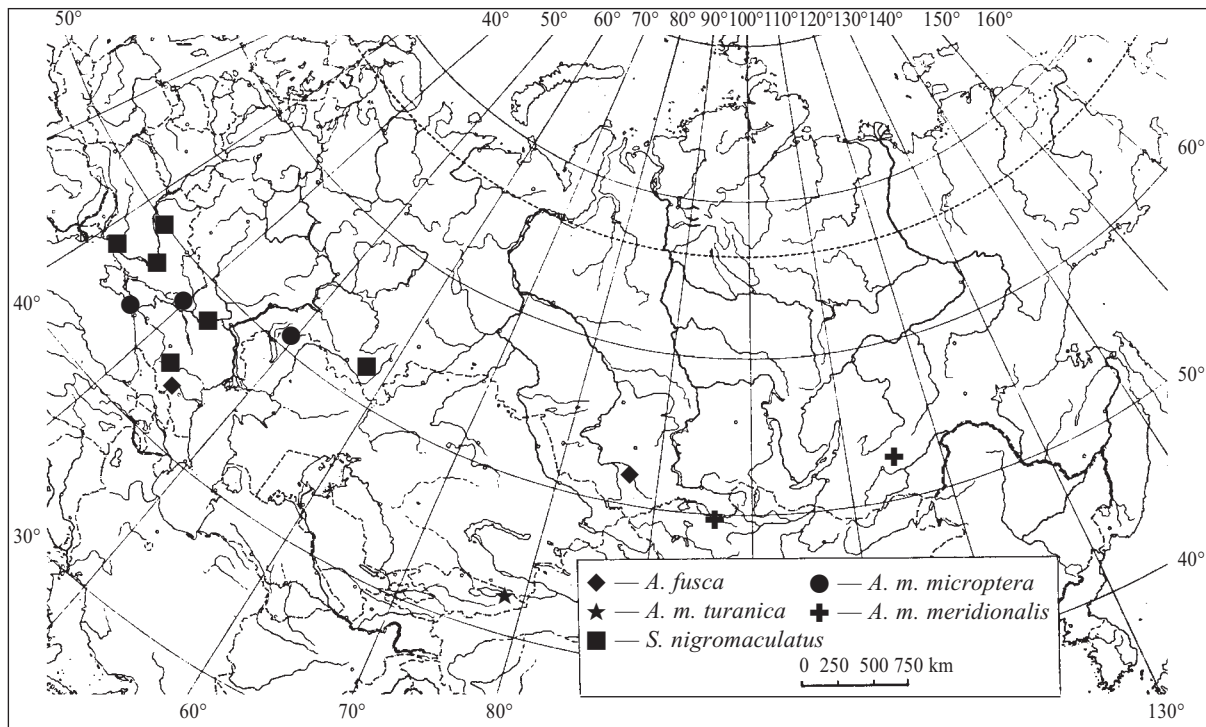 50° 40° 50° 60° 70° 80° 90° 100° 110° 120° 130° 140° 150° 160°
60°
50°
40°
40°
30°
60° 70° 80° 130°
◆ — A. fusca
★ — A. m. turanica
■ — S. nigromaculatus
● — A. m. microptera
✚ — A. m. meridionalis
0 250 500 750 km